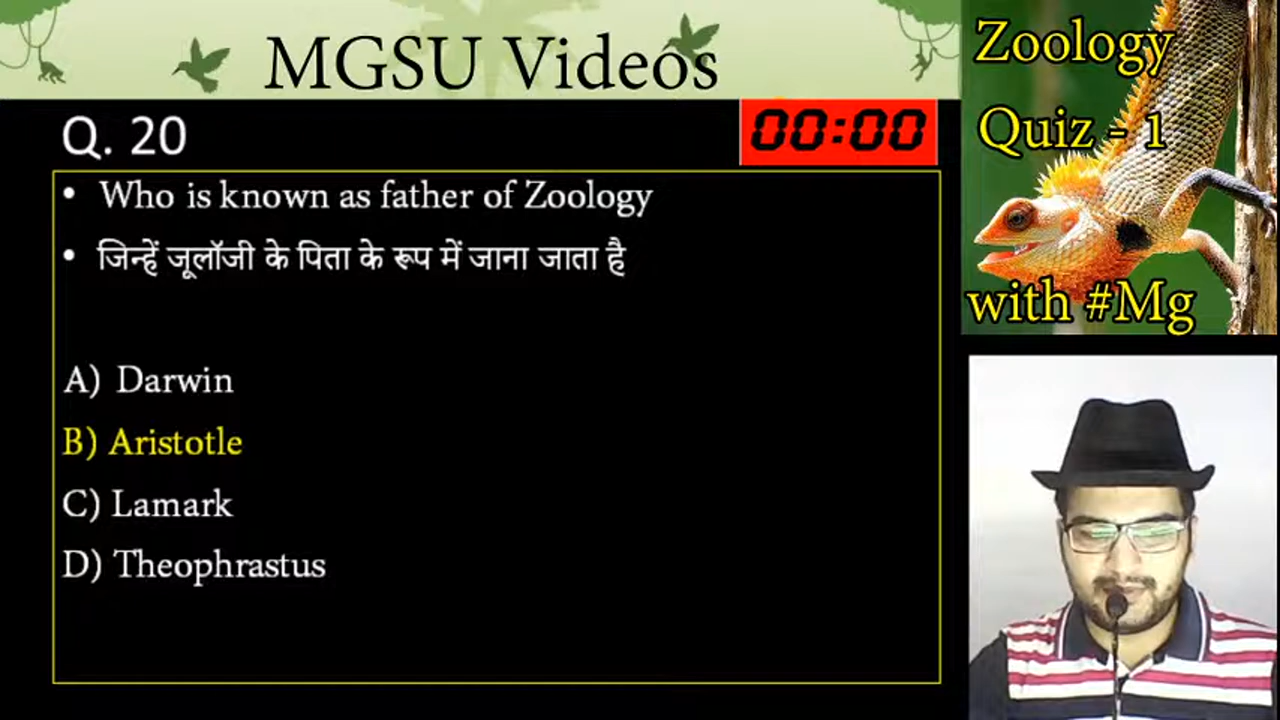 MGSU Videos
Q. 20
00:00
• Who is known as father of Zoology
• जिन्हें जूलॉजी के पिता के रूप में जाना जाता है
A) Darwin
B) Aristotle
C) Lamark
D) Theophrastus
Zoology
Quiz - 1
with #Mg